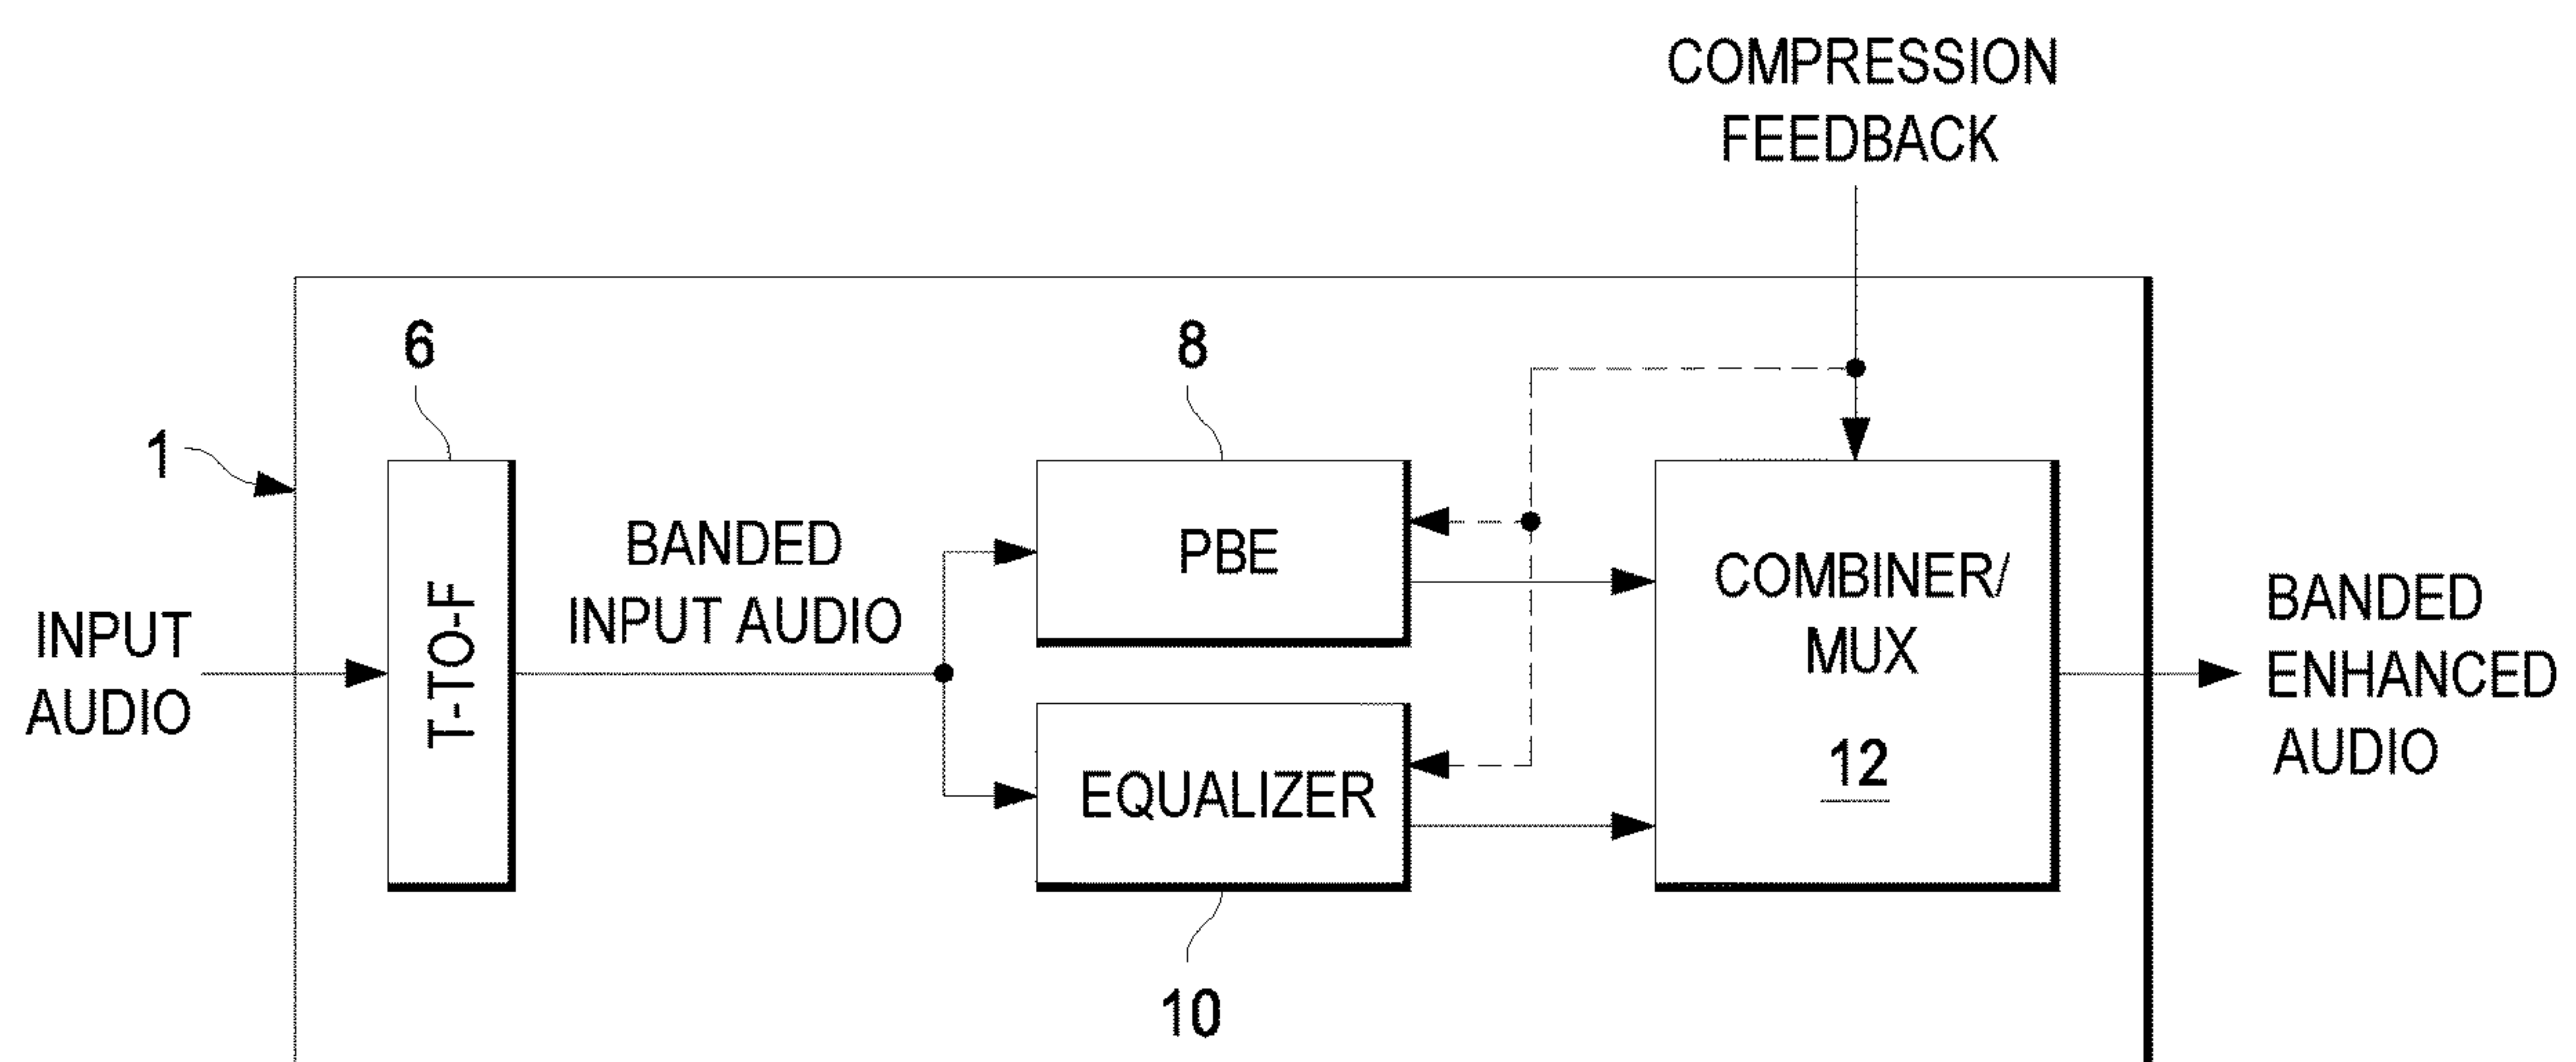 COMPRESSION
FEEDBACK
6
8
1
T-TO-F
BANDED
INPUT AUDIO
PBE
COMBINER/
MUX
12
INPUT
AUDIO
EQUALIZER
10
BANDED
ENHANCED
AUDIO